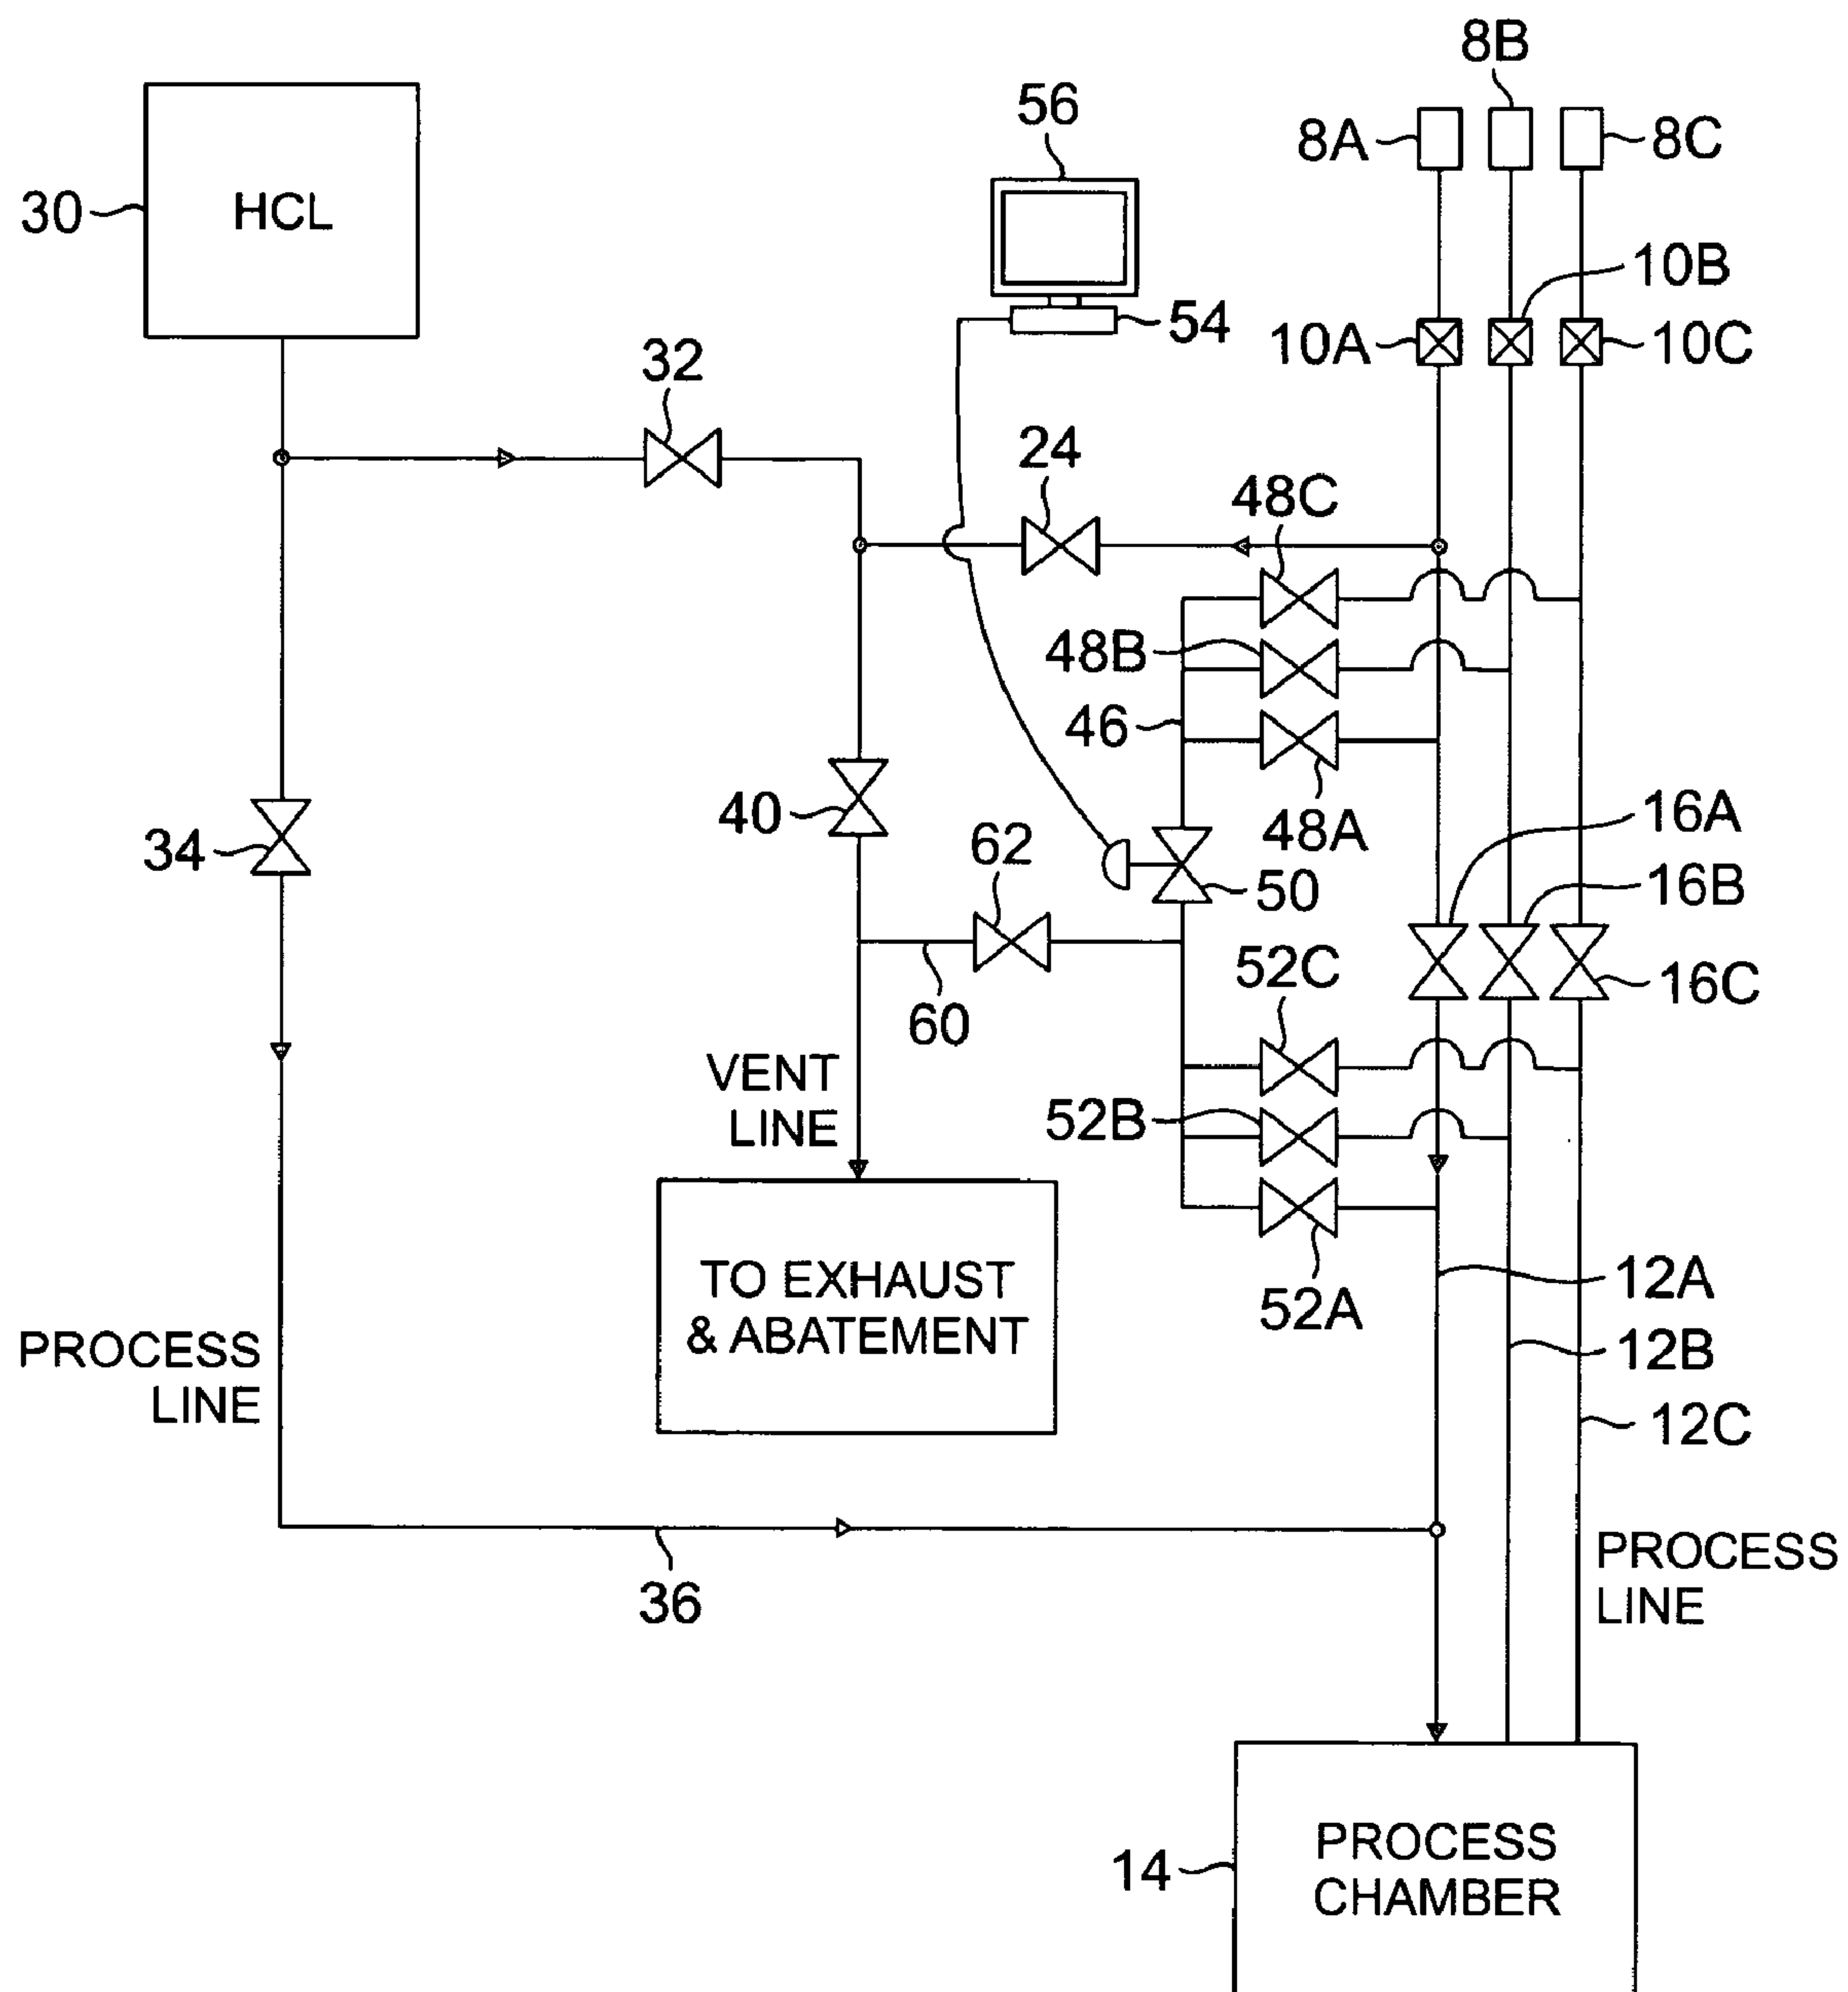 8B
56
8A
8C
30
HCL
10B
54
10A
10C
32
24
48C
48B
46
40
48A
16A
34
62
50
16B
52C
16C
60
VENT
LINE
52B
TO EXHAUST
& ABATEMENT
12A
52A
PROCESS
LINE
12B
12C
36
PROCESS
LINE
14
PROCESS
CHAMBER